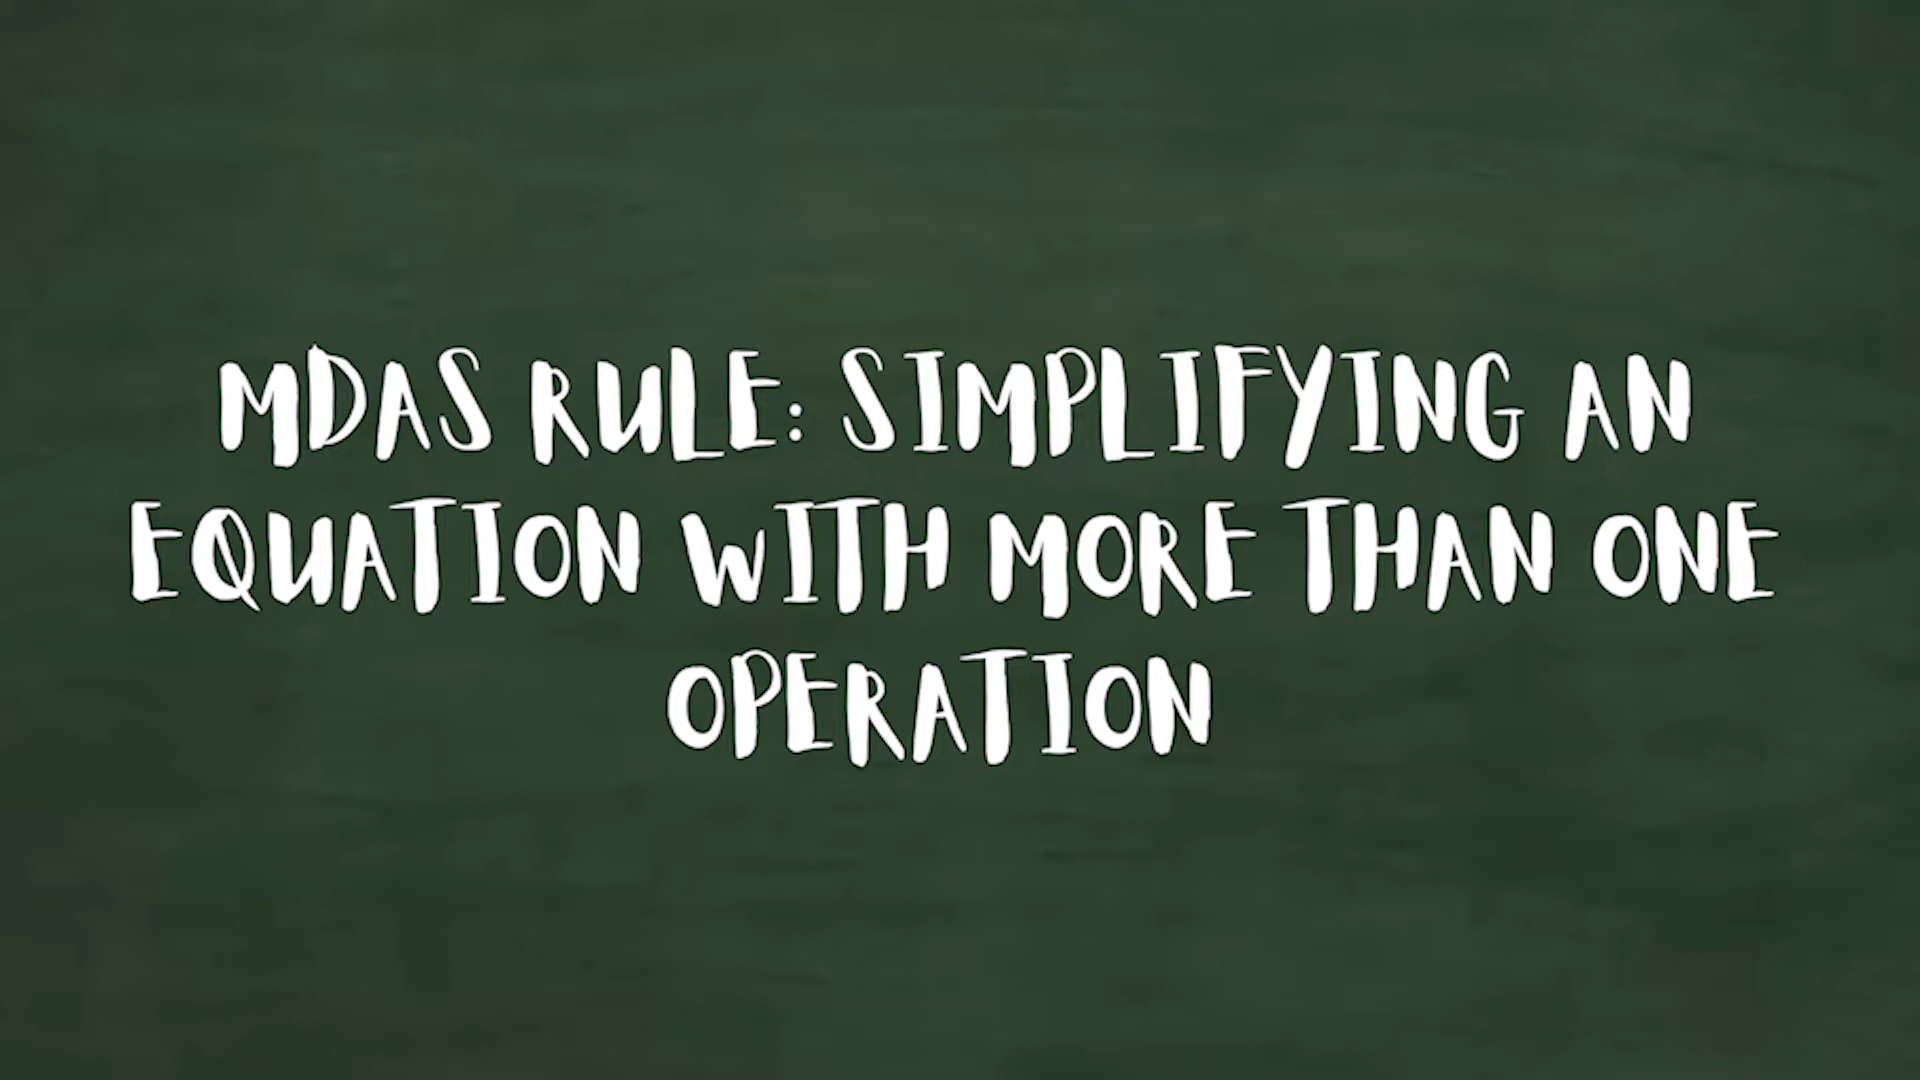 MDAS RULE: SIMPLIFYING AN
EQUATION WITH MORE THAN ONE
OPERATION